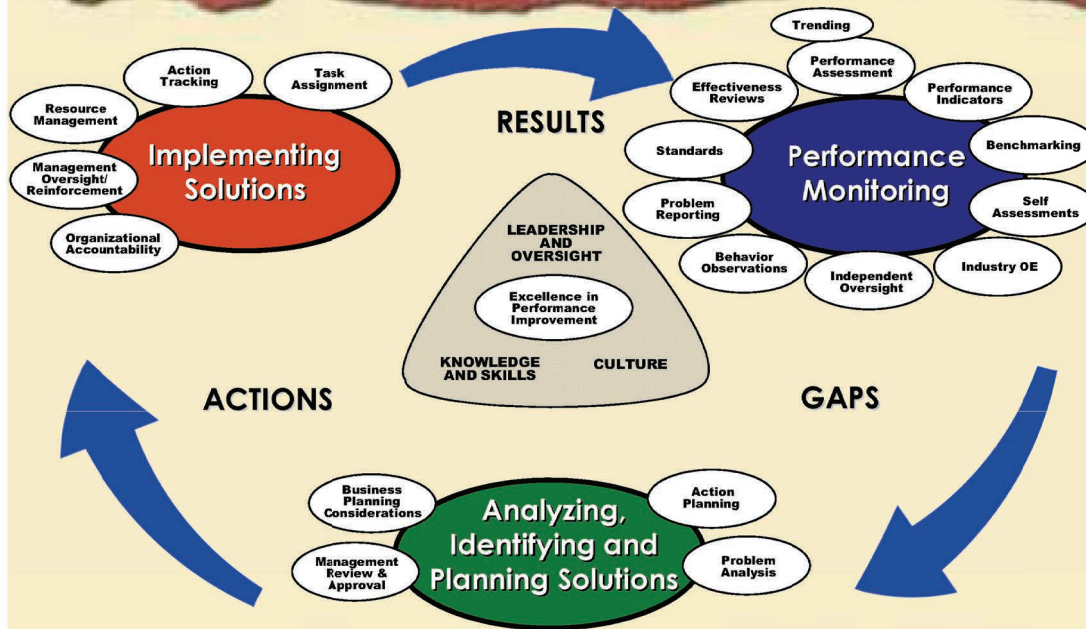 Trending
Action
Tracking
Task
Assignment
Resource
Management
Management
Oversight/
Reinforcement
Organizational
Accountability
Implementing
Solutions
RESULTS
Performance
Assessment
Effectiveness
Reviews
Performance
Indicators
Standards
Benchmarking
Problem
Reporting
Self
Assessments
Behavior
Observations
Independent
Oversight
Industry OE
Performance
Monitoring
LEADERSHIP
AND
OVERSIGHT
Excellence in
Performance
Improvement
KNOWLEDGE
AND SKILLS
CULTURE
ACTIONS
GAPS
Business
Planning
Considerations
Management
Review &
Approval
Analyzing,
Identifying and
Planning Solutions
Action
Planning
Problem
Analysis